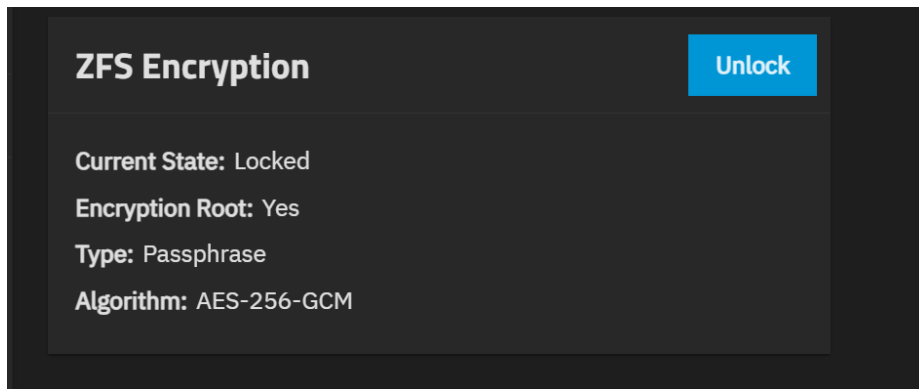 ZFS Encryption
Unlock
Current State: Locked
Encryption Root: Yes
Type: Passphrase
Algorithm: AES-256-GCM